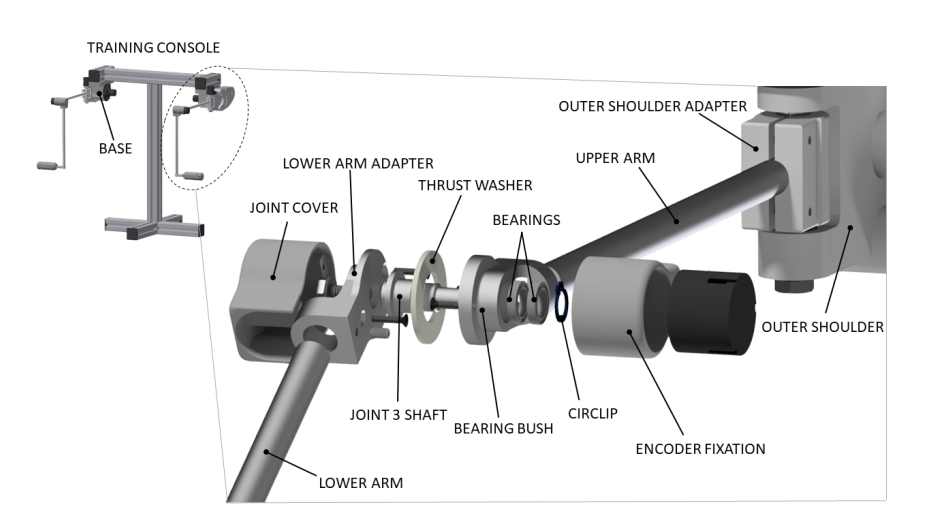 TRAINING CONSOLE
BASE
OUTER SHOULDER ADAPTER
UPPER ARM
LOWER ARM ADAPTER
THRUST WASHER
JOINT COVER
BEARINGS
OUTER SHOULDER
JOINT 3 SHAFT
CIRCLIP
BEARING BUSH
ENCODER FIXATION
LOWER ARM